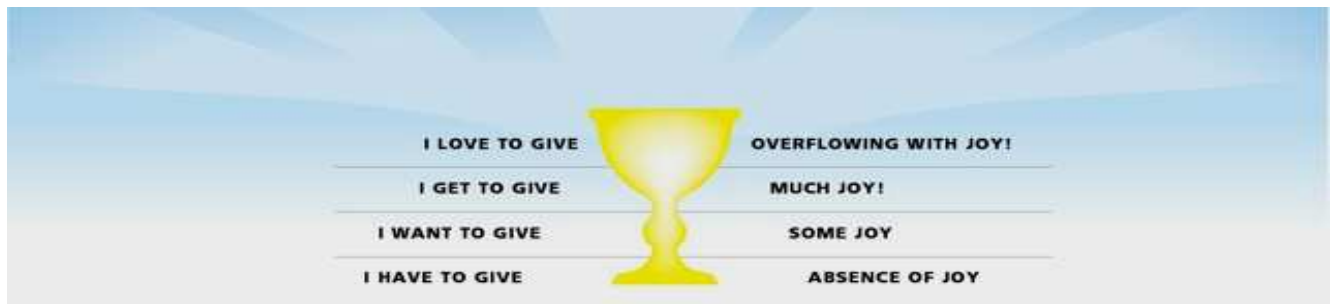 I LOVE TO GIVE OVERFLOWING WITH JOY!
I GET TO GIVE MUCH JOY!
I WANT TO GIVE SOME JOY
I HAVE TO GIVE ABSENCE OF JOY